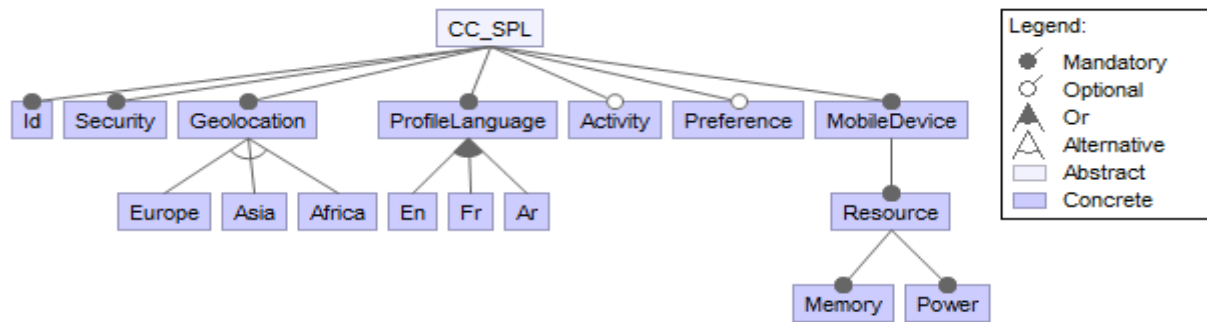 CC_SPL
Legend:
Mandatory
Optional
Or
Alternative
Abstract
Concrete
Id
Security
Geolocation
ProfileLanguage
Activity
Preference
MobileDevice
Europe
Asia
Africa
En
Fr
Ar
Resource
Memory
Power